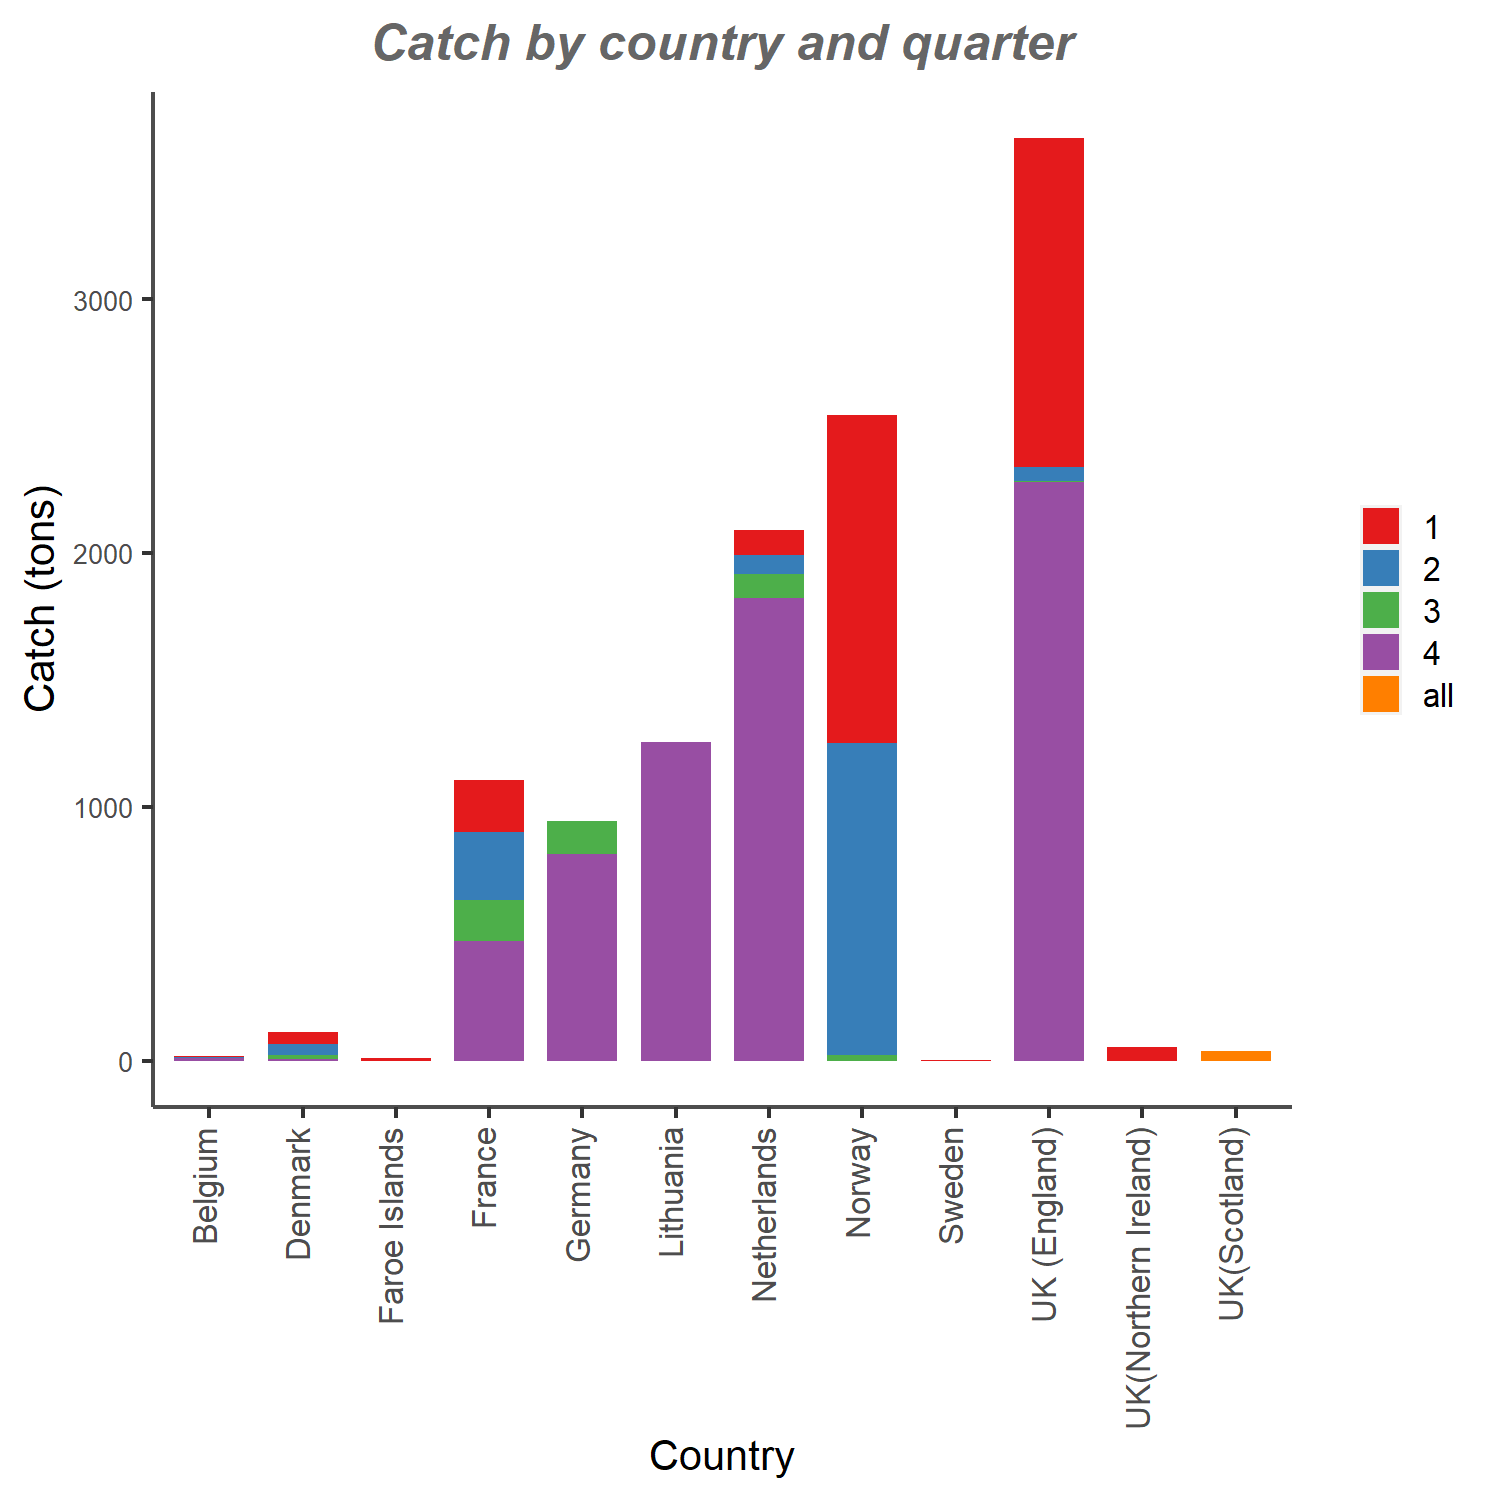 Catch by country and quarter
Catch (tons)
3000
2000
1000
0
1
2
3
4
all
Belgium
Denmark
Faroe Islands
France
Germany
Lithuania
Netherlands
Norway
Sweden
UK (England)
UK(Northern Ireland)
UK(Scotland)
Country